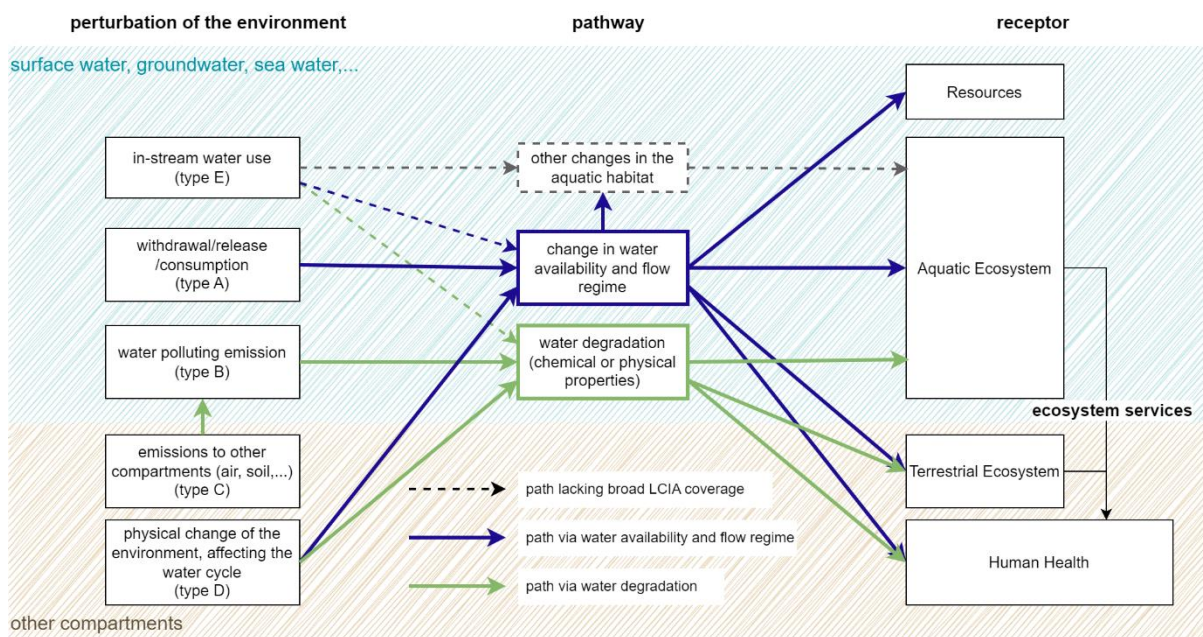 perturbation of the environment
pathway
receptor
surface water, groundwater, sea water,...
Resources
in-stream water use
(type E)
other changes in the
aquatic habitat
withdrawal/release
/consumption
(type A)
change in water
availability and flow
regime
Aquatic Ecosystem
water polluting emission
(type B)
water degradation
(chemical or physical
properties)
ecosystem services
emissions to other
compartments (air, soil,...)
(type C)
Terrestrial Ecosystem
path lacking broad LCIA coverage
physical change of the
environment, affecting the
water cycle
(type D)
path via water availability and flow regime
Human Health
path via water degradation
other compartments